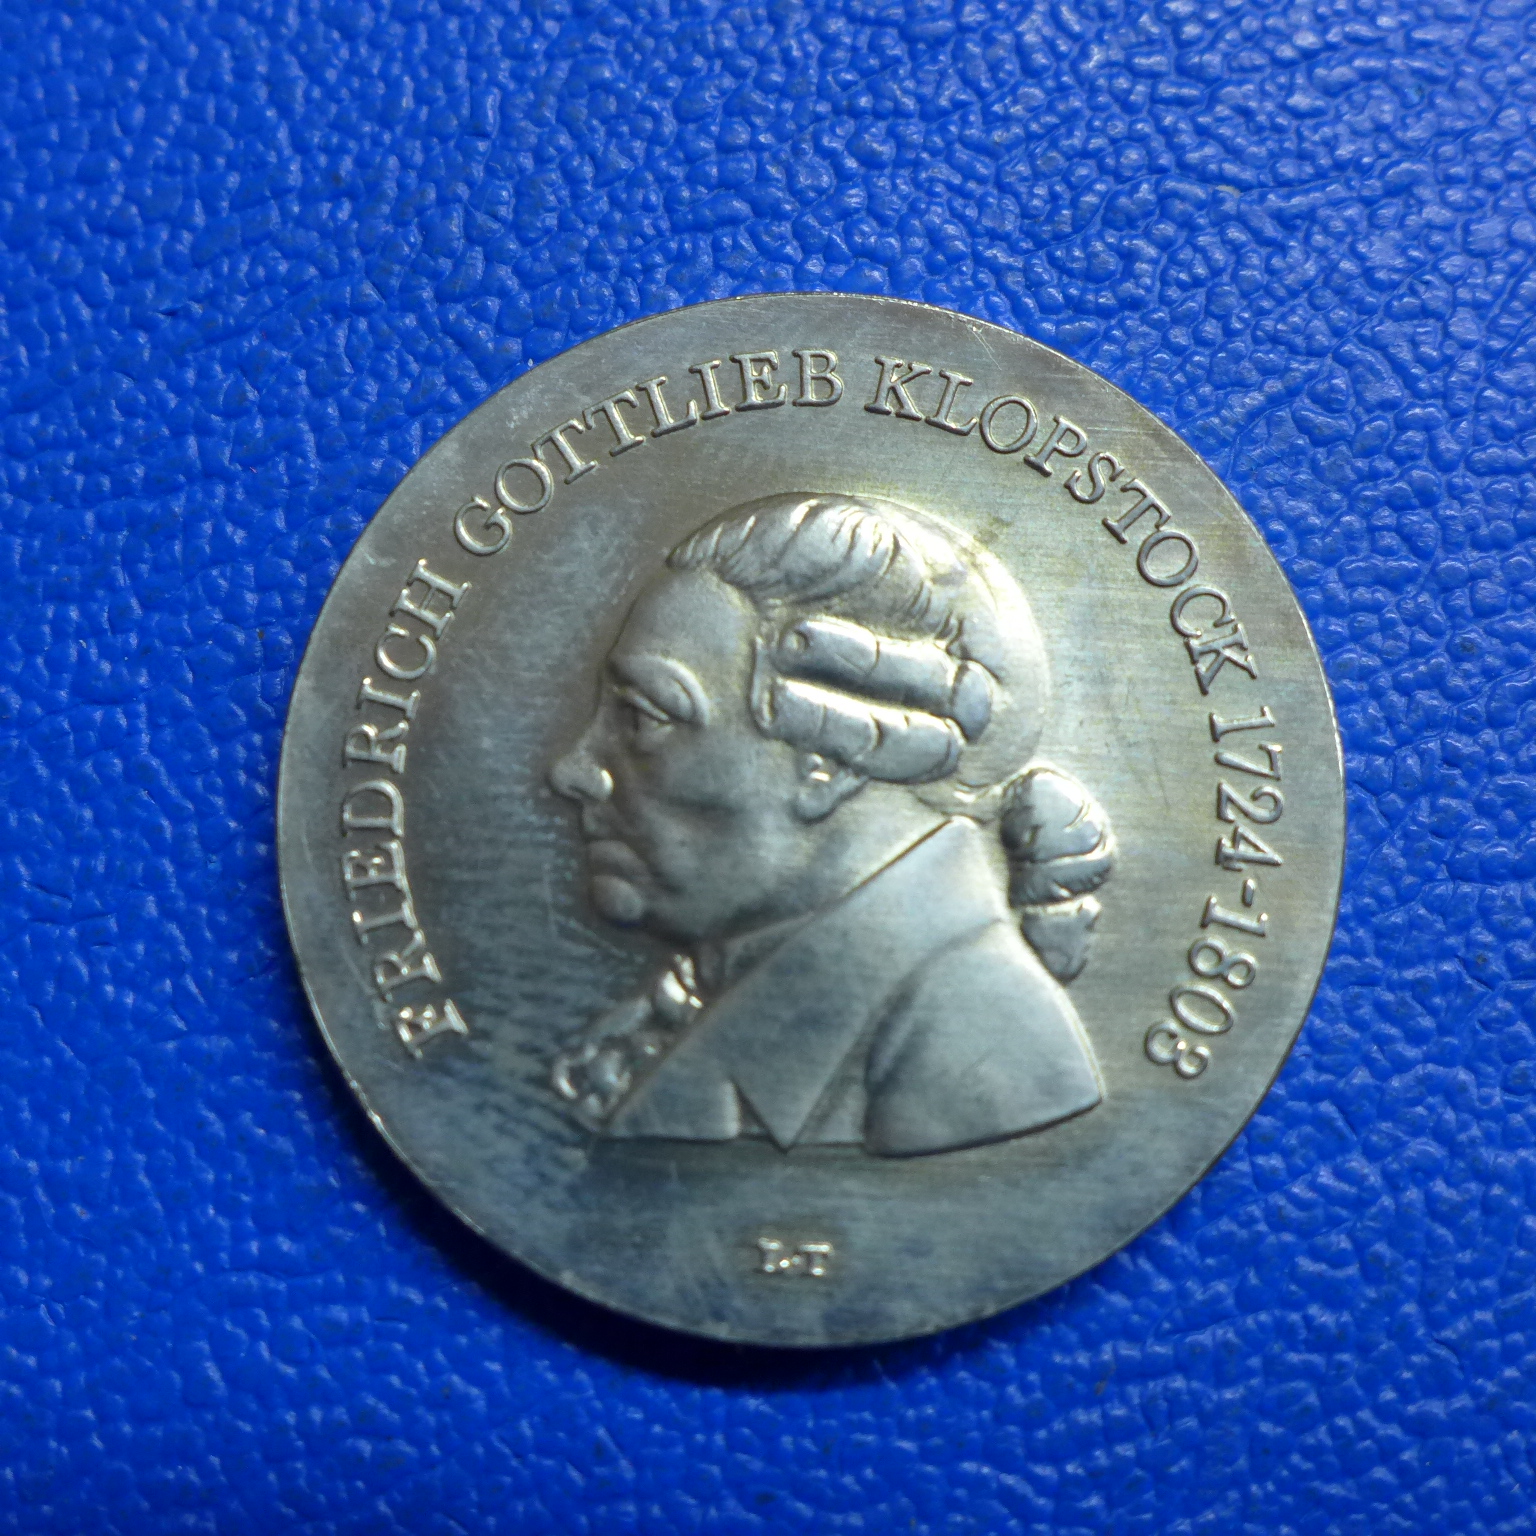 FRIEDRICH GOTTLIEB KLOPSTOCK 1724-1803